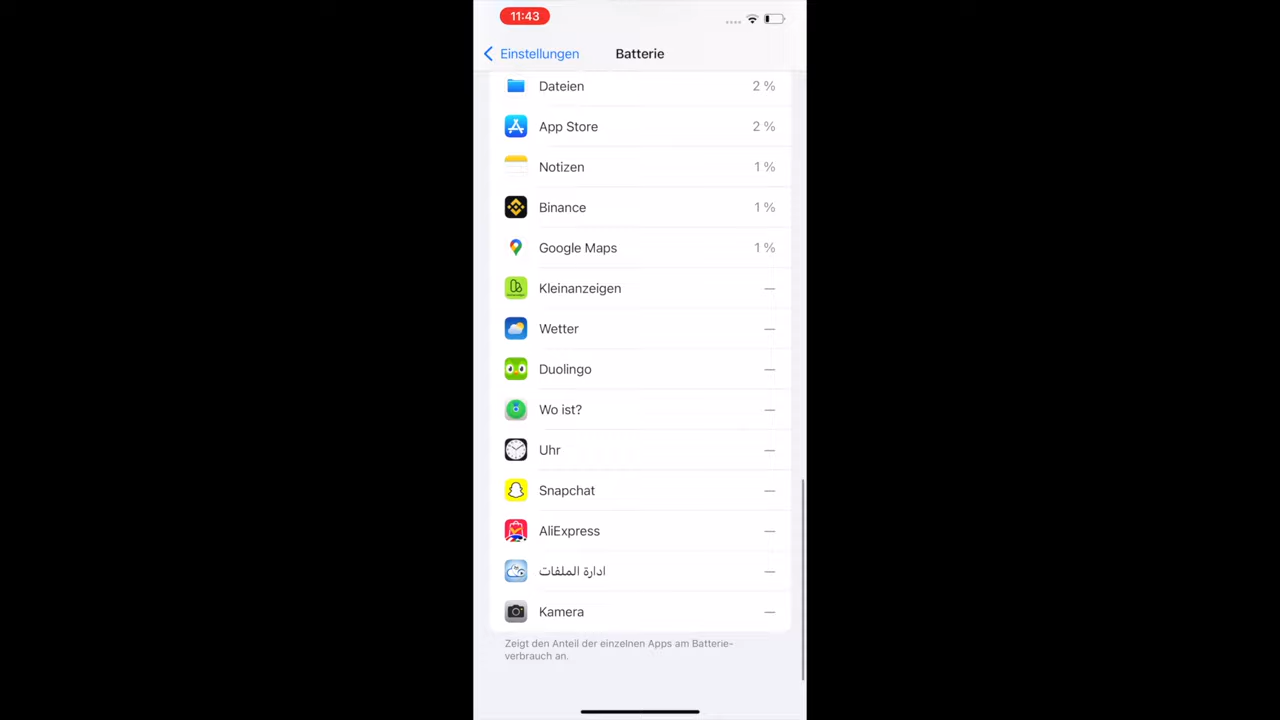 11:43
Einstellungen Batterie
Dateien 2 %
App Store 2 %
Notizen 1 %
Binance 1 %
Google Maps 1 %
Kleinanzeigen —
Wetter —
Duolingo —
Wo ist? —
Uhr —
Snapchat —
AliExpress —
ادارة الملفات —
Kamera —
Zeigt den Anteil der einzelnen Apps am Batterie-
verbrauch an.